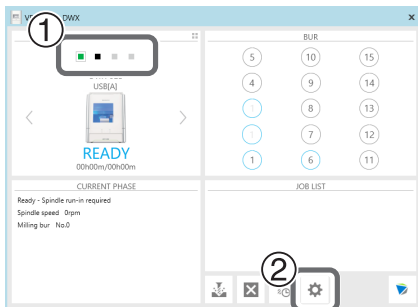 DWX
×
①
USB[A]
READY
00h00m/00h00m
BUR
5 10 15
4 9 14
8 13
7 12
1 6 11
CURRENT PHASE
Ready - Spindle run-in required
Spindle speed 0rpm
Milling bur No.0
JOB LIST
②